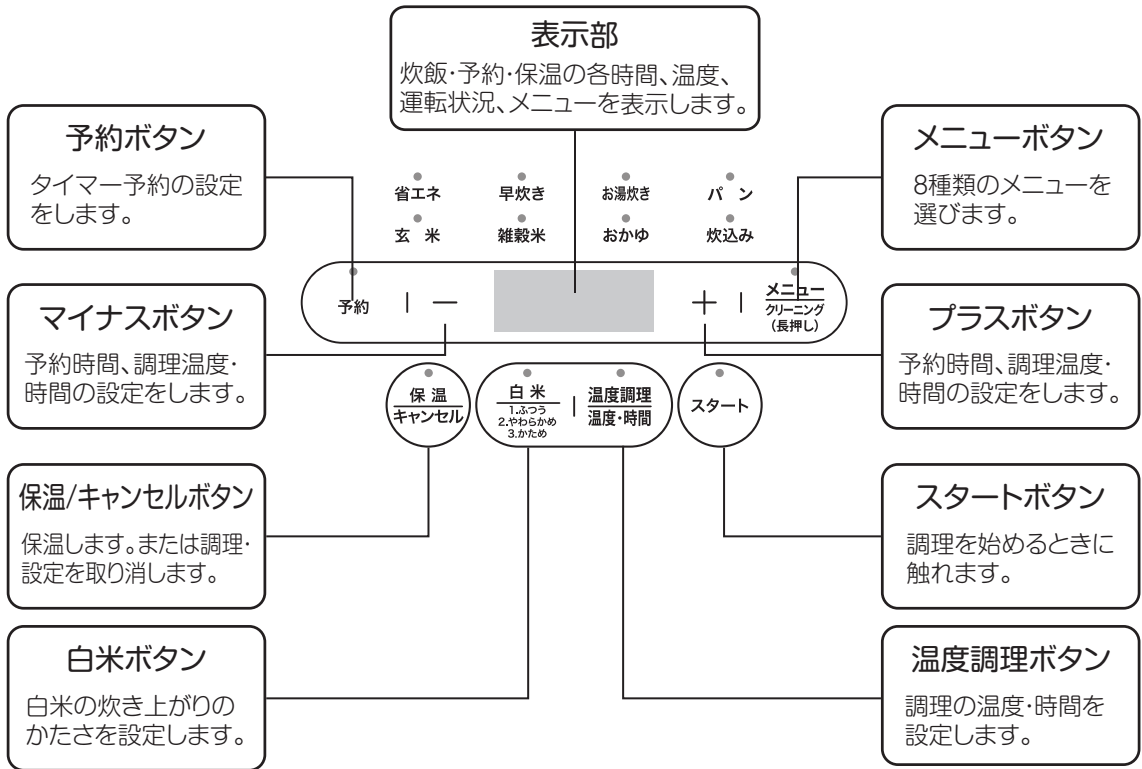 表示部
炊飯・予約・保温の各時間、温度、
運転状況、メニューを表示します。
予約ボタン
タイマー予約の設定
をします。
メニューボタン
8種類のメニューを
選びます。
省エネ 早炊き お湯炊き パン
玄米 雑穀米 おかゆ 炊込み
マイナスボタン
予約時間、調理温度・
時間の設定をします。
予約 | − + | メニュー
クリーニング
(長押し)
プラスボタン
予約時間、調理温度・
時間の設定をします。
保温
キャンセル
白米
1.ふつう
2.やわらかめ
3.かため
| 温度調理
温度・時間
スタート
保温/キャンセルボタン
保温します。または調理・
設定を取り消します。
スタートボタン
調理を始めるときに
触れます。
白米ボタン
白米の炊き上がりの
かたさを設定します。
温度調理ボタン
調理の温度・時間を
設定します。